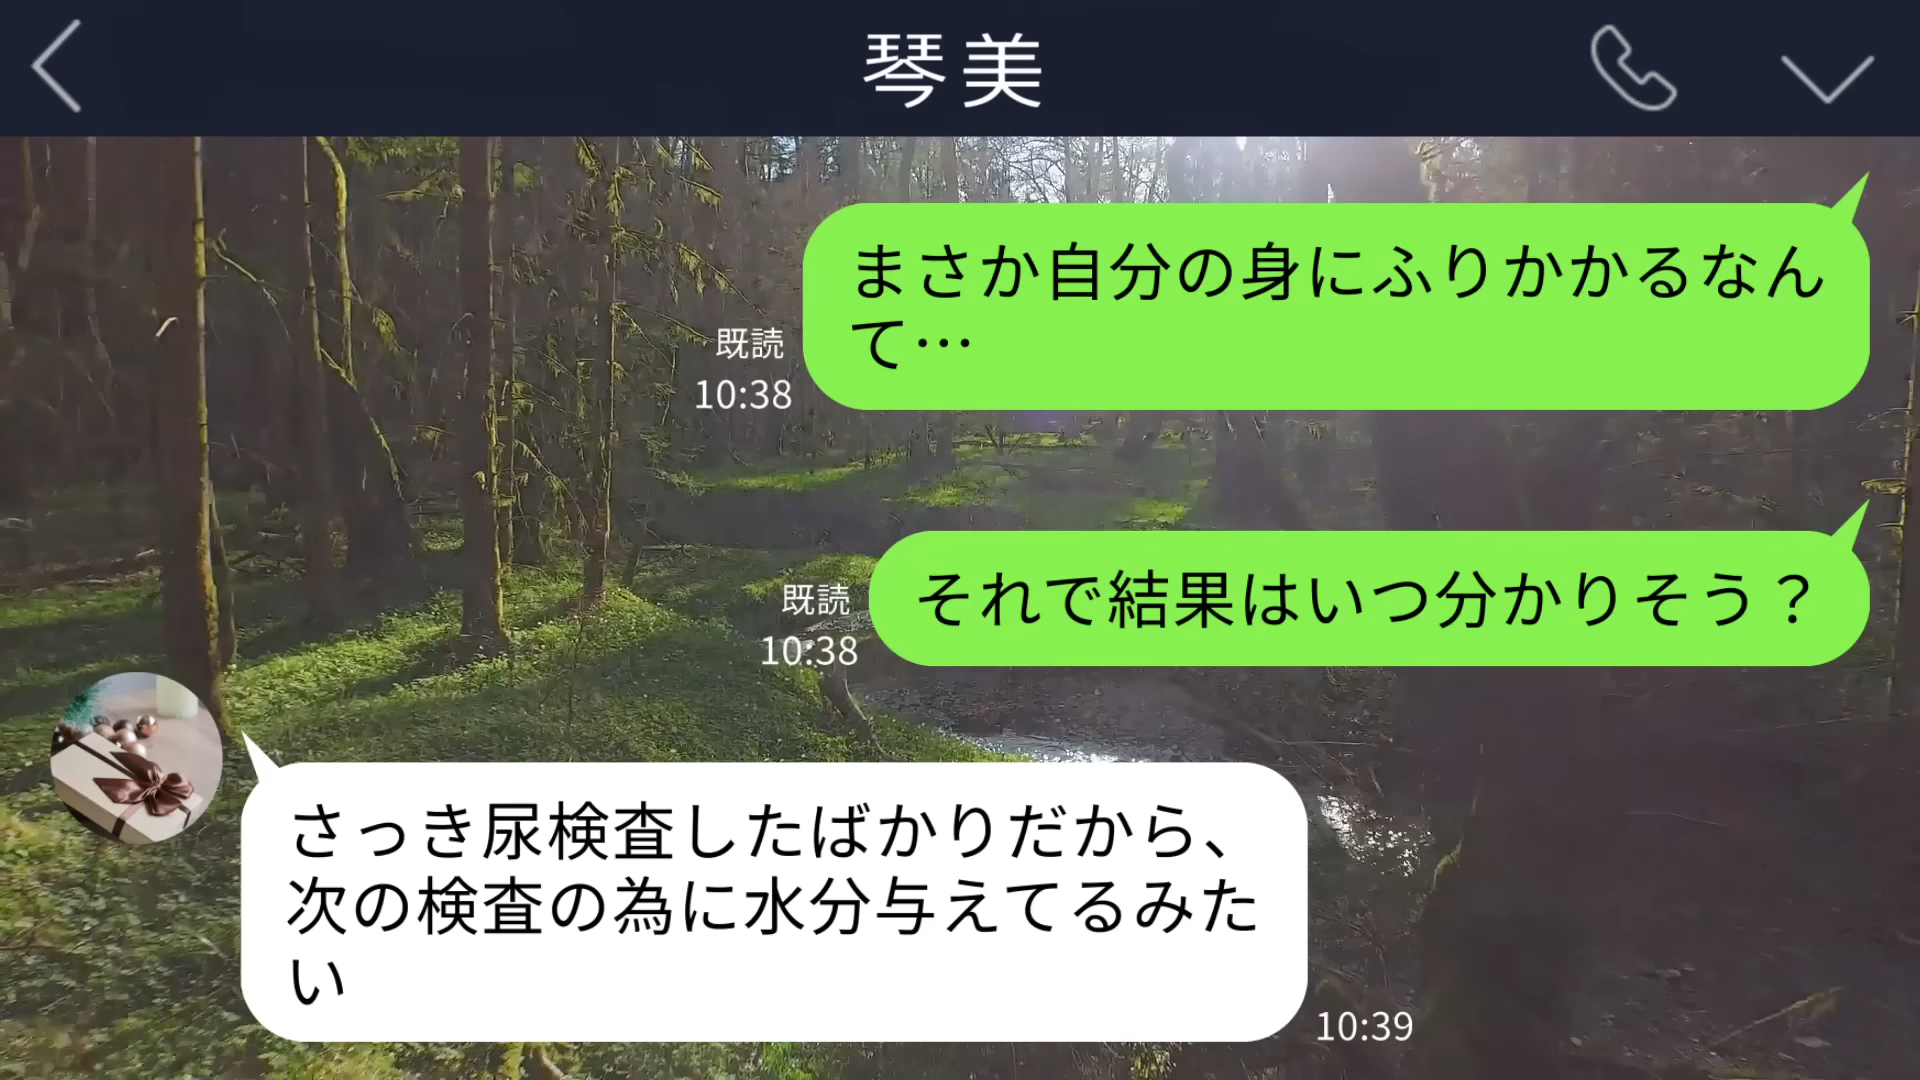 琴美
まさか自分の身にふりかかるなん
て…
既読
10:38
それで結果はいつ分かりそう？
既読
10:38
さっき尿検査したばかりだから、
次の検査の為に水分与えてるみた
い
10:39